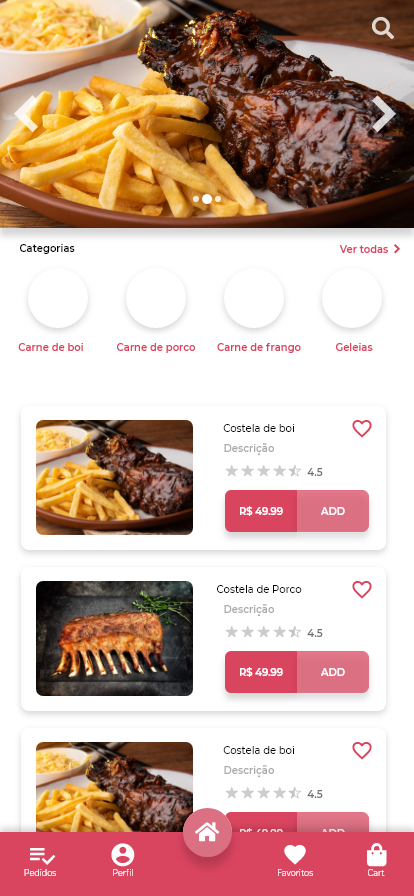 Categorias
Ver todas
Carne de boi
Carne de porco
Carne de frango
Geleias
Costela de boi
Descrição
4.5
R$ 49.99
ADD
Costela de Porco
Descrição
4.5
R$ 49.99
ADD
Costela de boi
Descrição
4.5
R$ 49.99
ADD
Pedidos
Perfil
Favoritos
Cart